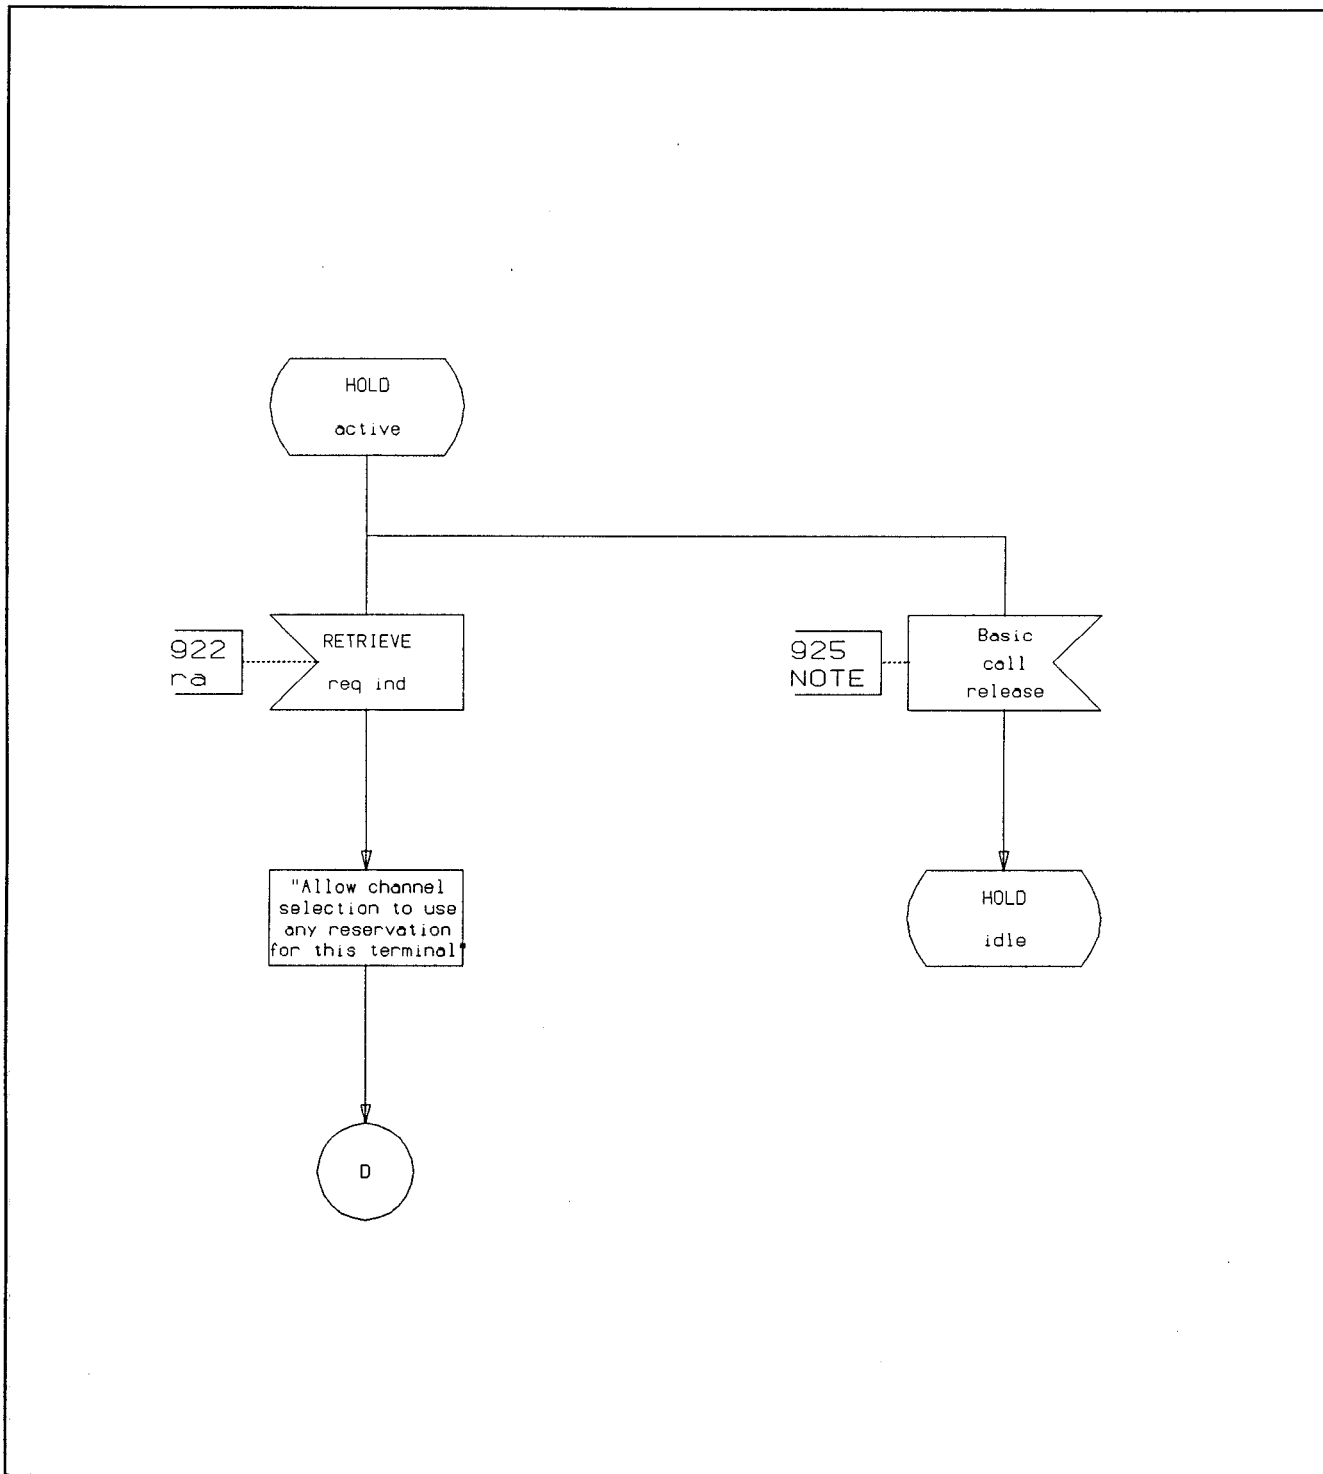 HOLD
active
922
ra
RETRIEVE
req ind
925
NOTE
Basic
call
release
"Allow channel
selection to use
any reservation
for this terminal"
HOLD
idle
D